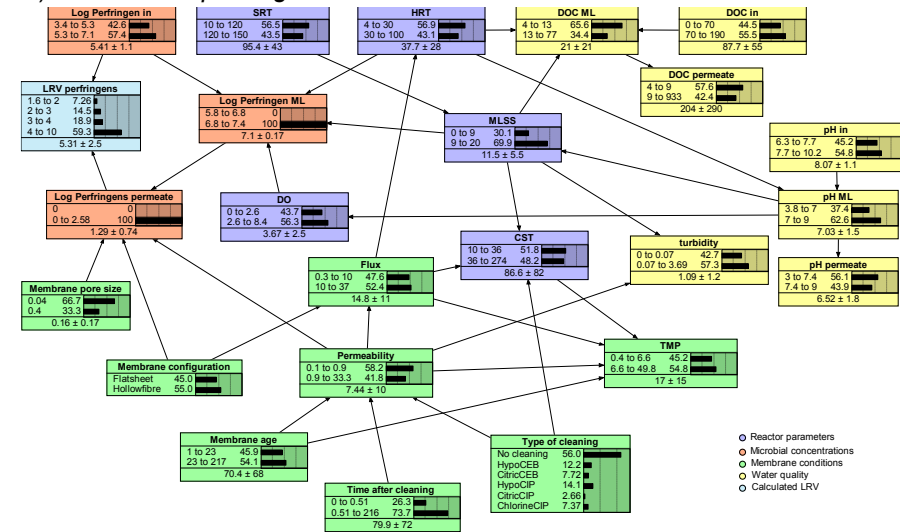 Log Perfringen in
3.4 to 5.3 42.6
5.3 to 7.1 57.4
5.41 ± 1.1
SRT
10 to 120 56.5
120 to 150 43.5
95.4 ± 43
HRT
4 to 30 56.9
30 to 100 43.1
37.7 ± 28
DOC ML
4 to 13 65.6
13 to 77 34.4
21 ± 21
DOC in
0 to 70 44.5
70 to 190 55.5
87.7 ± 55
DOC permeate
4 to 9 57.6
9 to 933 42.4
204 ± 290
LRV perfringens
1.6 to 2 7.26
2 to 3 14.5
3 to 4 18.9
4 to 10 59.3
5.31 ± 2.5
Log Perfringen ML
5.8 to 6.8 0
6.8 to 7.4 100
7.1 ± 0.17
MLSS
0 to 9 30.1
9 to 20 69.9
11.5 ± 5.5
pH in
6.3 to 7.7 45.2
7.7 to 10.2 54.8
8.07 ± 1.1
Log Perfringens permeate
0 0
0 to 2.58 100
1.29 ± 0.74
DO
0 to 2.6 43.7
2.6 to 8.4 56.3
3.67 ± 2.5
pH ML
3.8 to 7 37.4
7 to 9 62.6
7.03 ± 1.5
CST
10 to 36 51.8
36 to 274 48.2
86.6 ± 82
turbidity
0 to 0.07 42.7
0.07 to 3.69 57.3
1.09 ± 1.2
pH permeate
3 to 7.4 56.1
7.4 to 9 43.9
6.52 ± 1.8
Flux
0.3 to 10 47.6
10 to 37 52.4
14.8 ± 11
Membrane pore size
0.04 66.7
0.4 33.3
0.16 ± 0.17
TMP
0.4 to 6.6 45.2
6.6 to 49.8 54.8
17 ± 15
Permeability
0.1 to 0.9 58.2
0.9 to 33.3 41.8
7.44 ± 10
Membrane configuration
Flatsheet 45.0
Hollowfibre 55.0
Membrane age
1 to 23 45.9
23 to 217 54.1
70.4 ± 68
Type of cleaning
No cleaning 56.0
HypoCEB 12.2
CitricCEB 7.72
HypoCIP 14.1
CitricCIP 2.66
ChlorineCIP 7.37
Time after cleaning
0 to 0.51 26.3
0.51 to 216 73.7
79.9 ± 72
Reactor parameters
Microbial concentrations
Membrane conditions
Water quality
Calculated LRV